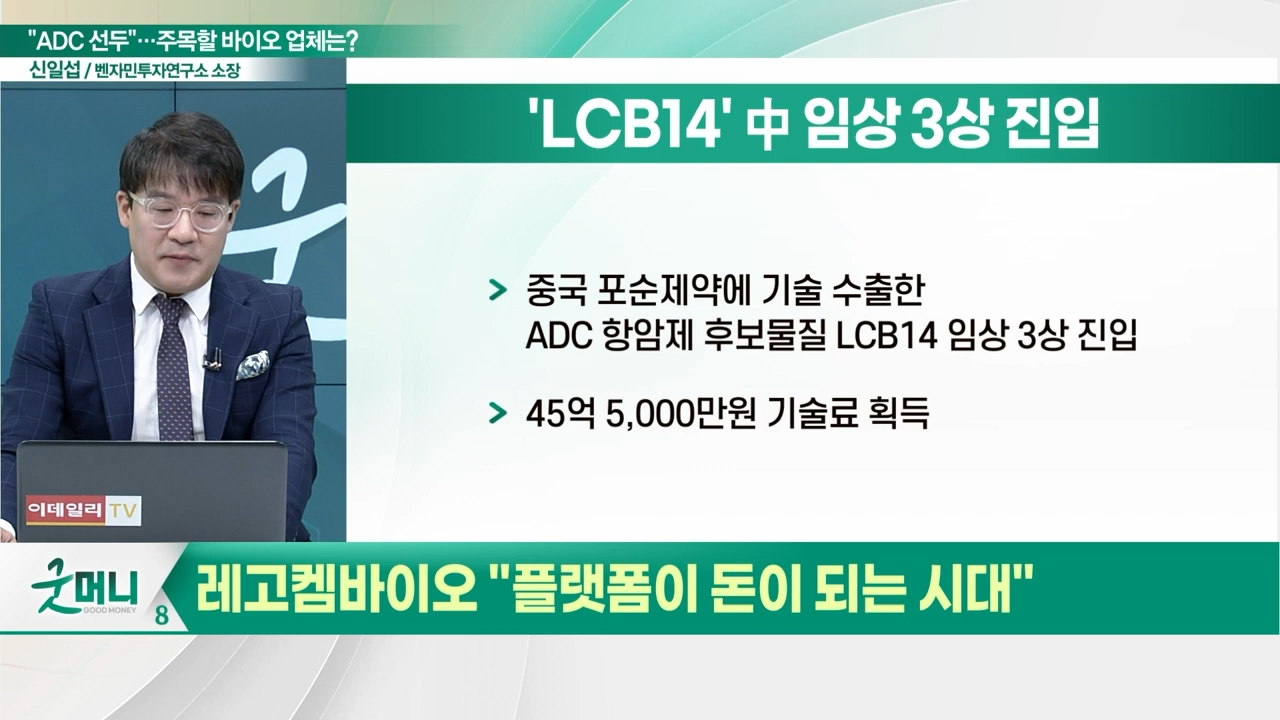 "ADC 선두"…주목할 바이오 업체는?
신일섭 / 벤자민투자연구소 소장
'LCB14' 中 임상 3상 진입
> 중국 포순제약에 기술 수출한
ADC 항암제 후보물질 LCB14 임상 3상 진입
> 45억 5,000만원 기술료 획득
이데일리 TV
굿머니
GOOD MONEY
8
레고켐바이오 "플랫폼이 돈이 되는 시대"